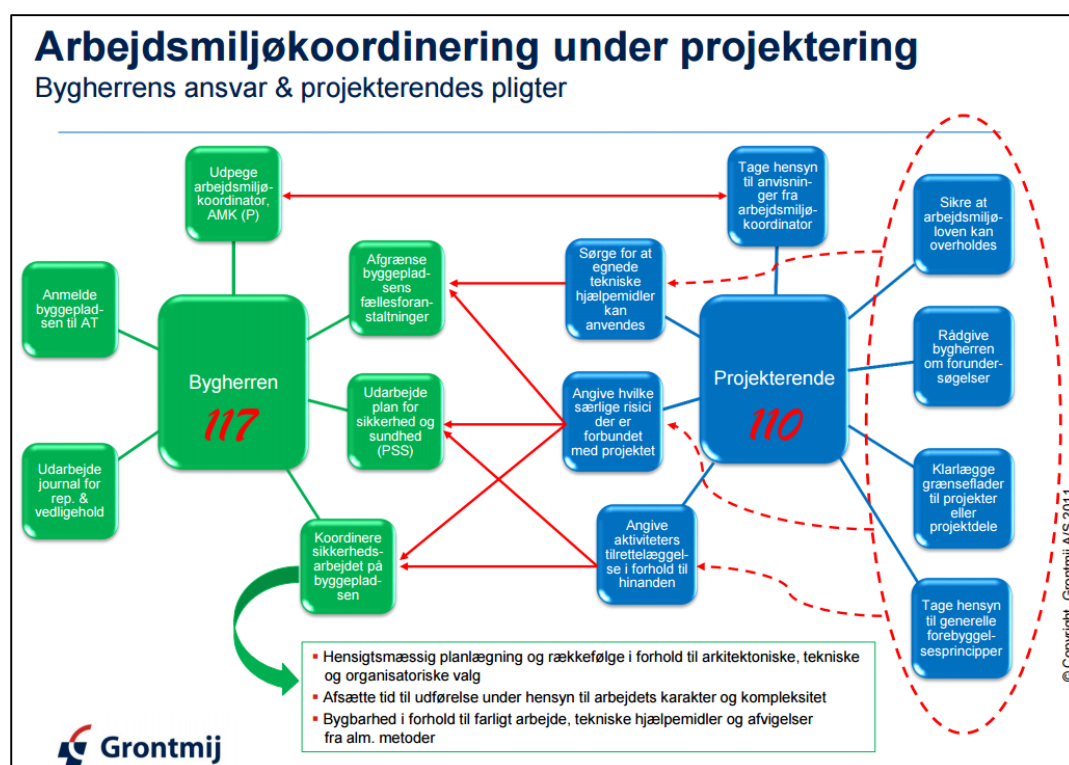 Arbejdsmiljøkoordinering under projektering
Bygherrens ansvar & projekterendes pligter
Udpege
arbejdsmiljø-
koordinator,
AMK (P)
Tage hensyn
til anvisnin-
ger fra
arbejdsmiljø-
koordinator
Sikre at
arbejdsmiljø-
loven kan
overholdes
Anmelde
byggeplad-
sen til AT
Afgrænse
byggeplad-
sens
fællesforan-
staltninger
Sørge for at
egnede
tekniske
hjælpemidler
kan
anvendes
Bygherren
117
Projekterende
110
Rådgive
bygherren
om forunder-
søgelser
Udarbejde
plan for
sikkerhed og
sundhed
(PSS)
Angive hvilke
særlige risici
der er
forbundet
med projektet
Udarbejde
journal for
rep. &
vedligehold
Klarlægge
grænseflader
til projekter
eller
projektdele
Koordinere
sikkerheds-
arbejdet på
byggeplad-
sen
Angive
aktiviteters
tilrettelægg-
else i forhold til
hinanden
Tage hensyn
til generelle
forebyggel-
sesprincipper
▪ Hensigtsmæssig planlægning og rækkefølge i forhold til arkitektoniske, tekniske
og organisatoriske valg
▪ Afsætte tid til udførelse under hensyn til arbejdets karakter og kompleksitet
▪ Bygbarhed i forhold til farligt arbejde, tekniske hjælpemidler og afvigelser
fra alm. metoder
Grontmij
© Copyright Grontmij A/S 2011